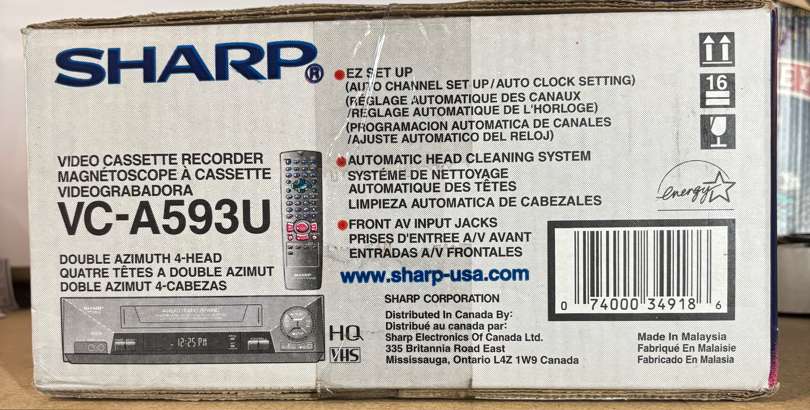 SHARP®
VIDEO CASSETTE RECORDER
MAGNÉTOSCOPE À CASSETTE
VIDEOGRABADORA
VC-A593U
DOUBLE AZIMUTH 4-HEAD
QUATRE TÊTES A DOUBLE AZIMUT
DOBLE AZIMUT 4-CABEZAS
SHARP
SHARP
12:25 PM
HQ
VHS
EZ SET UP
(AUTO CHANNEL SET UP/AUTO CLOCK SETTING)
(RÉGLAGE AUTOMATIQUE DES CANAUX
/RÉGLAGE AUTOMATIQUE DE L'HORLOGE)
(PROGRAMACION AUTOMATICA DE CANALES
/AJUSTE AUTOMATICO DEL RELOJ)
AUTOMATIC HEAD CLEANING SYSTEM
SYSTÉME DE NETTOYAGE
AUTOMATIQUE DES TÊTES
LIMPIEZA AUTOMATICA DE CABEZALES
FRONT AV INPUT JACKS
PRISES D'ENTREE A/V AVANT
ENTRADAS A/V FRONTALES
www.sharp-usa.com
SHARP CORPORATION
Distributed In Canada By:
Distribué au canada par:
Sharp Electronics Of Canada Ltd.
335 Britannia Road East
Mississauga, Ontario L4Z 1W9 Canada
16
energy
0 74000 34918 6
Made In Malaysia
Fabriqué En Malaisie
Fabricado En Malasia